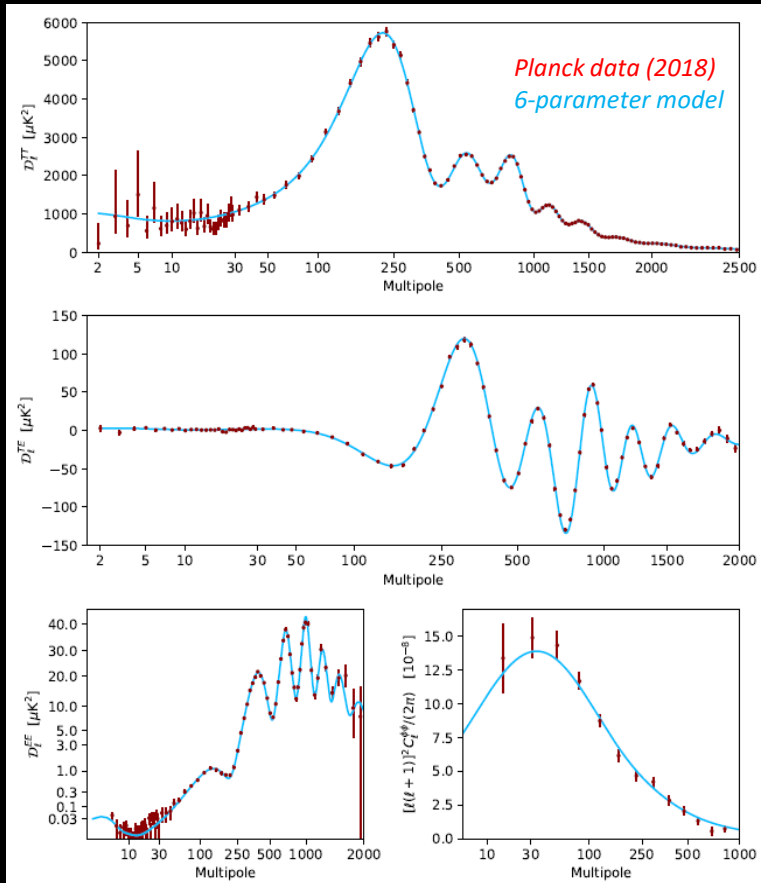 6000
5000
4000
3000
2000
1000
0
𝒟ℓ^TT [μK²]
Planck data (2018)
6-parameter model
2 5 10 30 50 100 250 500 1000 1500 2000 2500
Multipole
150
100
50
0
−50
−100
−150
𝒟ℓ^TE [μK²]
2 5 10 30 50 100 250 500 1000 1500 2000
Multipole
40.0
30.0
20.0
10.0
5.0
3.0
1.0
0.3
0.1
0.03
𝒟ℓ^EE [μK²]
10 30 100 250 500 1000 2000
Multipole
15.0
12.5
10.0
7.5
5.0
2.5
0.0
[ℓ(ℓ + 1)]²Cℓ^ϕϕ/(2π) [10⁻⁸]
10 30 100 250 500 1000
Multipole